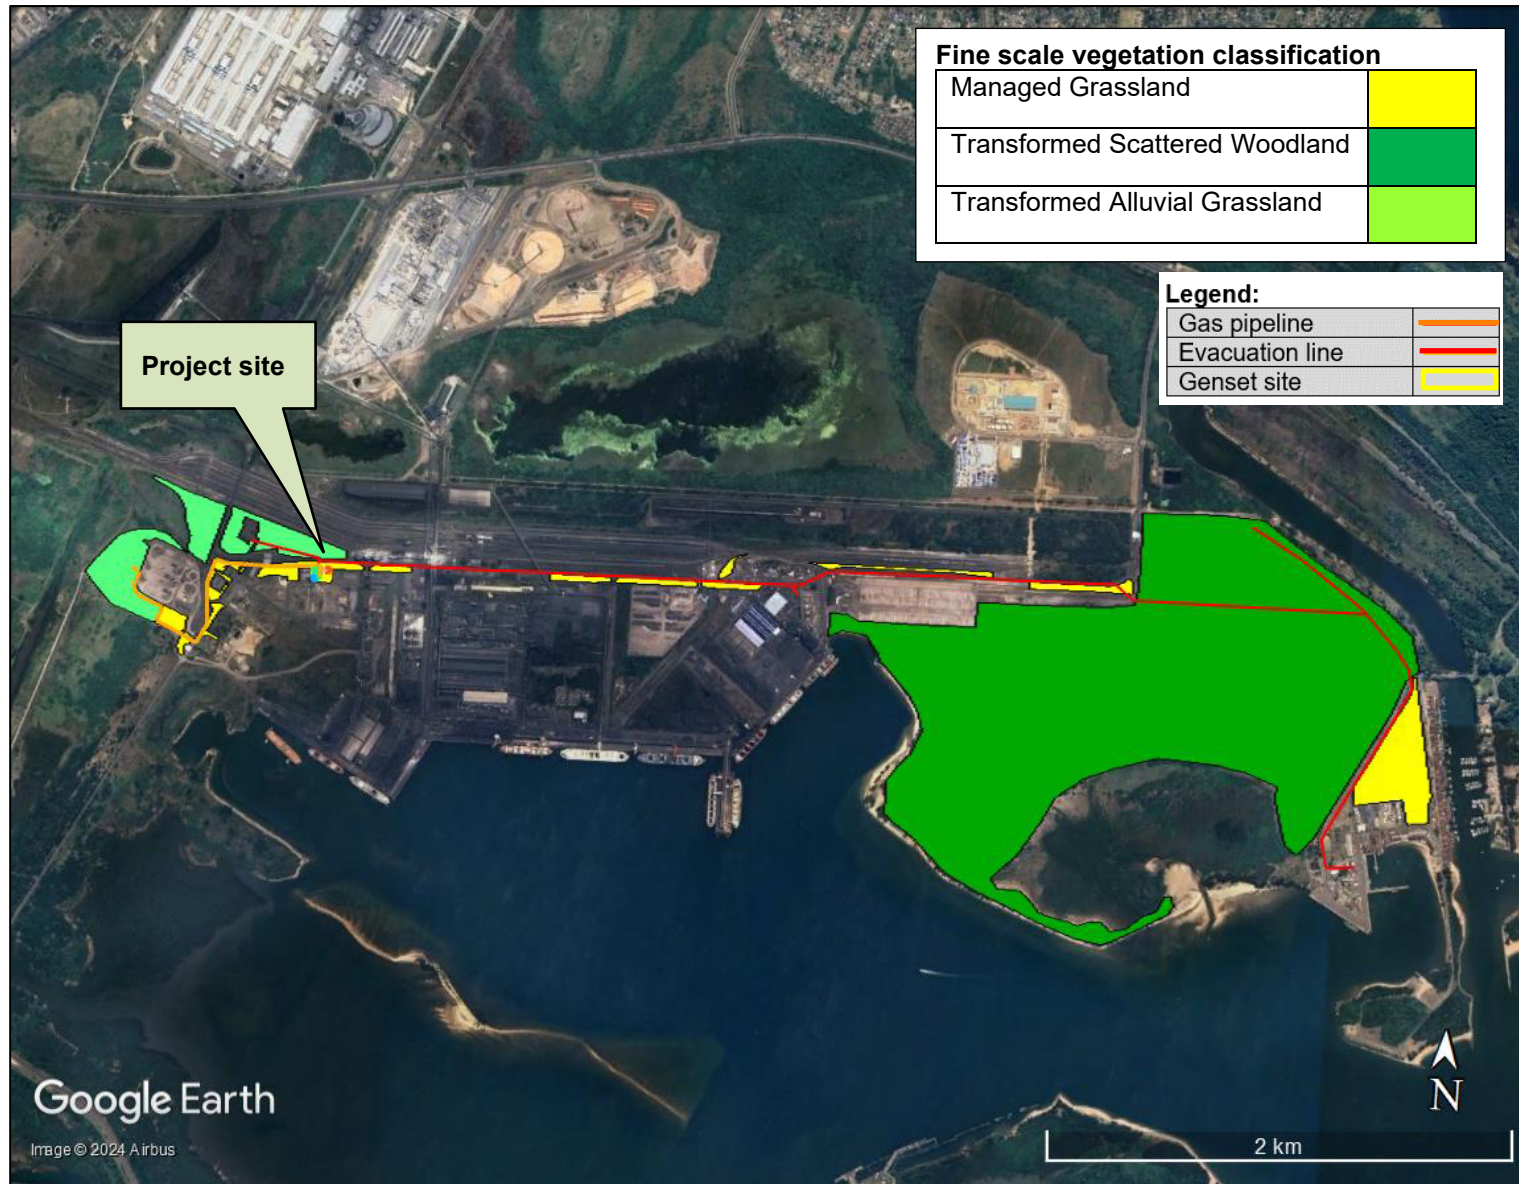 Fine scale vegetation classification
Managed Grassland
Transformed Scattered Woodland
Transformed Alluvial Grassland
Legend:
Gas pipeline
Evacuation line
Genset site
Project site
Google Earth
Image © 2024 Airbus
N
2 km